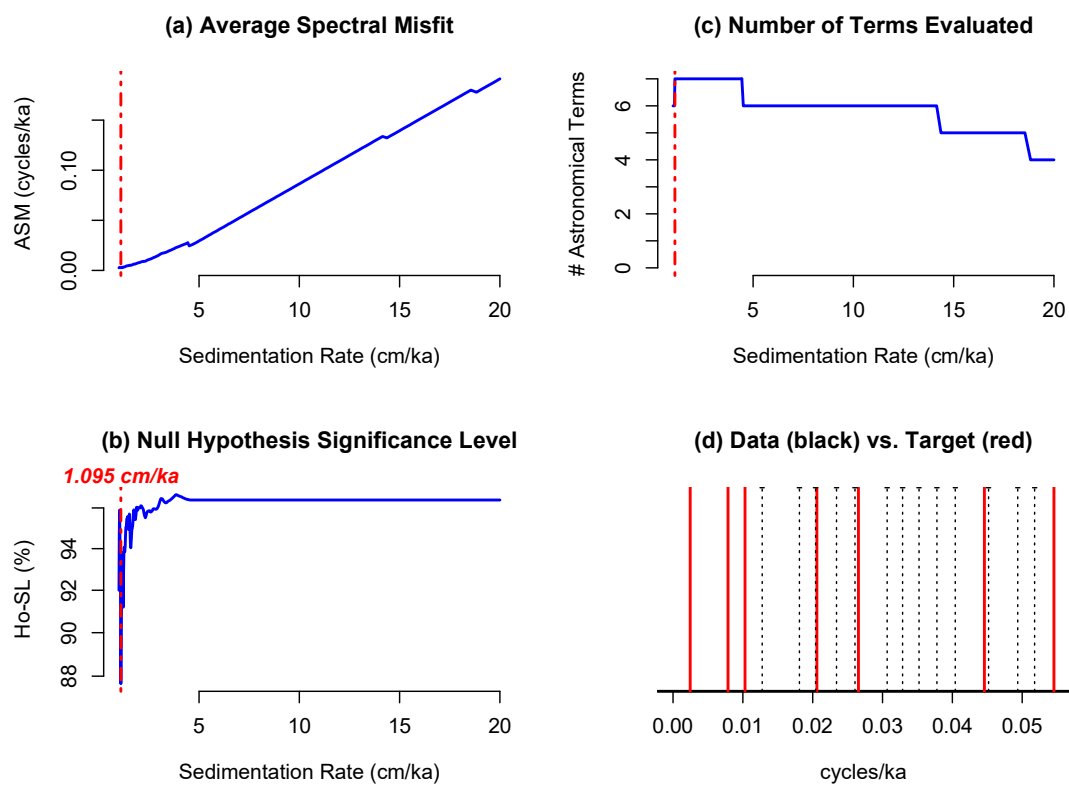 (a) Average Spectral Misfit
ASM (cycles/ka)
0.00
0.10
5
10
15
20
Sedimentation Rate (cm/ka)
(c) Number of Terms Evaluated
# Astronomical Terms
0
2
4
6
5
10
15
20
Sedimentation Rate (cm/ka)
(b) Null Hypothesis Significance Level
1.095 cm/ka
Ho-SL (%)
88
90
92
94
5
10
15
20
Sedimentation Rate (cm/ka)
(d) Data (black) vs. Target (red)
0.00
0.01
0.02
0.03
0.04
0.05
cycles/ka